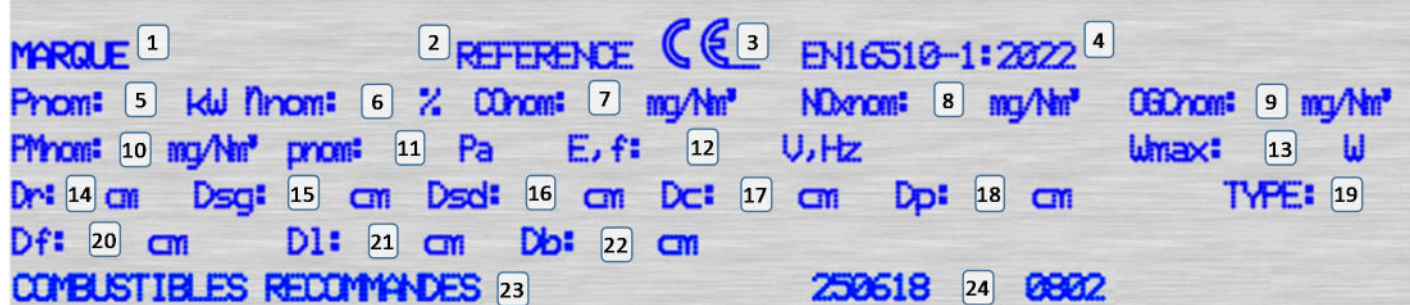 MARQUE 1 2 REFERENCE CE 3 EN16510-1:2022 4
Pnom: 5 kW ηnom: 6 % COnom: 7 mg/Nm³ NOxnom: 8 mg/Nm³ OGCnom: 9 mg/Nm³
PMnom: 10 mg/Nm³ pnom: 11 Pa E,f: 12 V,Hz Wmax: 13 W
Dr: 14 cm Dsg: 15 cm Dsd: 16 cm Dc: 17 cm Dp: 18 cm TYPE: 19
Df: 20 cm Dl: 21 cm Db: 22 cm
COMBUSTIBLES RECOMMANDES 23 250618 24 0802